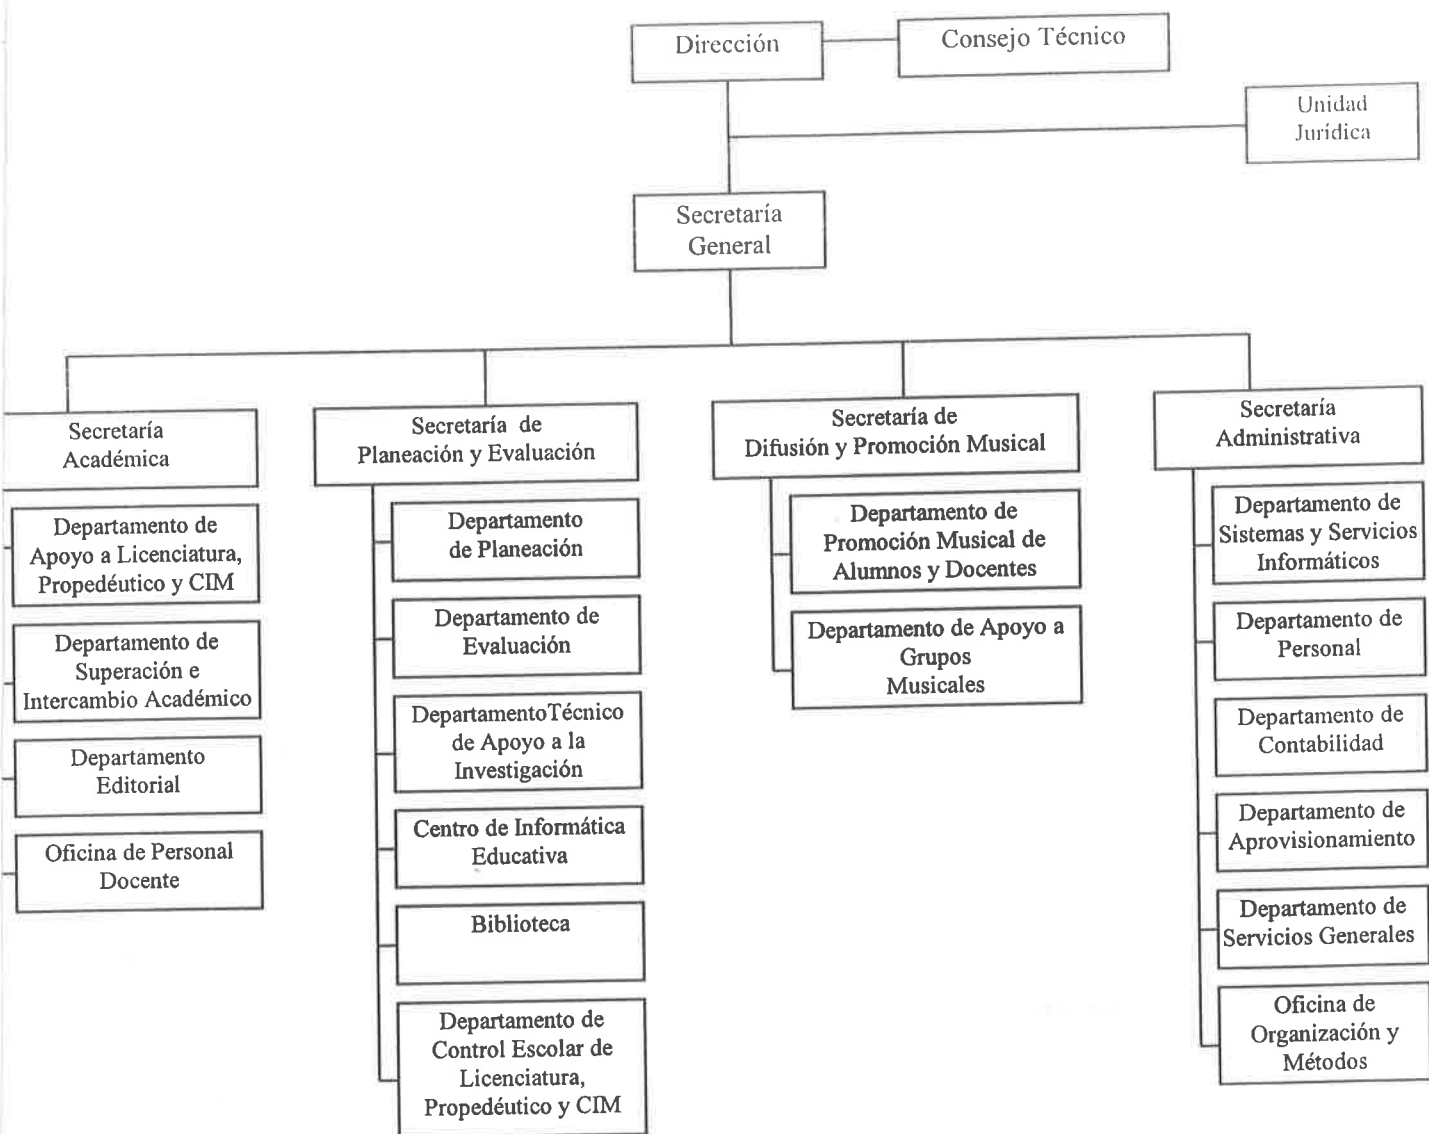 Dirección
Consejo Técnico
Unidad
Jurídica
Secretaría
General
Secretaría
Académica
Departamento de
Apoyo a Licenciatura,
Propedéutico y CIM
Departamento de
Superación e
Intercambio Académico
Departamento
Editorial
Oficina de Personal
Docente
Secretaría de
Planeación y Evaluación
Departamento
de Planeación
Departamento de
Evaluación
DepartamentoTécnico
de Apoyo a la
Investigación
Centro de Informática
Educativa
Biblioteca
Departamento de
Control Escolar de
Licenciatura,
Propedéutico y CIM
Secretaría de
Difusión y Promoción Musical
Departamento de
Promoción Musical de
Alumnos y Docentes
Departamento de Apoyo a
Grupos
Musicales
Secretaría
Administrativa
Departamento de
Sistemas y Servicios
Informáticos
Departamento de
Personal
Departamento de
Contabilidad
Departamento de
Aprovisionamiento
Departamento de
Servicios Generales
Oficina de
Organización y
Métodos